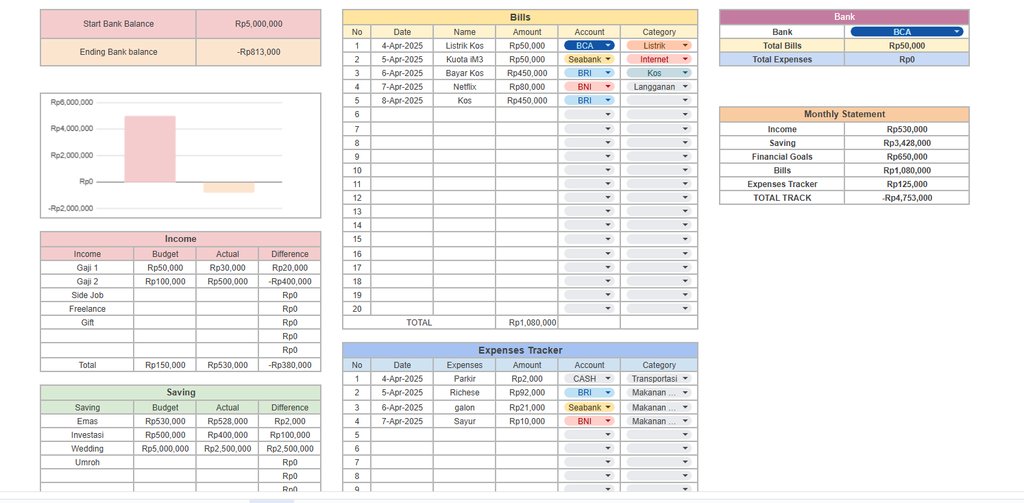 Start Bank Balance Rp5,000,000
Ending Bank balance -Rp813,000
Rp6,000,000
Rp4,000,000
Rp2,000,000
Rp0
-Rp2,000,000
Income
Income Budget Actual Difference
Gaji 1 Rp50,000 Rp30,000 Rp20,000
Gaji 2 Rp100,000 Rp500,000 -Rp400,000
Side Job Rp0
Freelance Rp0
Gift Rp0
Rp0
Rp0
Total Rp150,000 Rp530,000 -Rp380,000
Saving
Saving Budget Actual Difference
Emas Rp530,000 Rp528,000 Rp2,000
Investasi Rp500,000 Rp400,000 Rp100,000
Wedding Rp5,000,000 Rp2,500,000 Rp2,500,000
Umroh Rp0
Rp0
Rp0
Bills
No Date Name Amount Account Category
1 4-Apr-2025 Listrik Kos Rp50,000 BCA Listrik
2 5-Apr-2025 Kuota iM3 Rp50,000 Seabank Internet
3 6-Apr-2025 Bayar Kos Rp450,000 BRI Kos
4 7-Apr-2025 Netflix Rp80,000 BNI Langganan
5 8-Apr-2025 Kos Rp450,000 BRI
6
7
8
9
10
11
12
13
14
15
16
17
18
19
20
TOTAL Rp1,080,000
Expenses Tracker
No Date Expenses Amount Account Category
1 4-Apr-2025 Parkir Rp2,000 CASH Transportasi
2 5-Apr-2025 Richese Rp92,000 BRI Makanan ...
3 6-Apr-2025 galon Rp21,000 Seabank Makanan ...
4 7-Apr-2025 Sayur Rp10,000 BNI Makanan ...
5
6
7
8
9
Bank
Bank BCA
Total Bills Rp50,000
Total Expenses Rp0
Monthly Statement
Income Rp530,000
Saving Rp3,428,000
Financial Goals Rp650,000
Bills Rp1,080,000
Expenses Tracker Rp125,000
TOTAL TRACK -Rp4,753,000